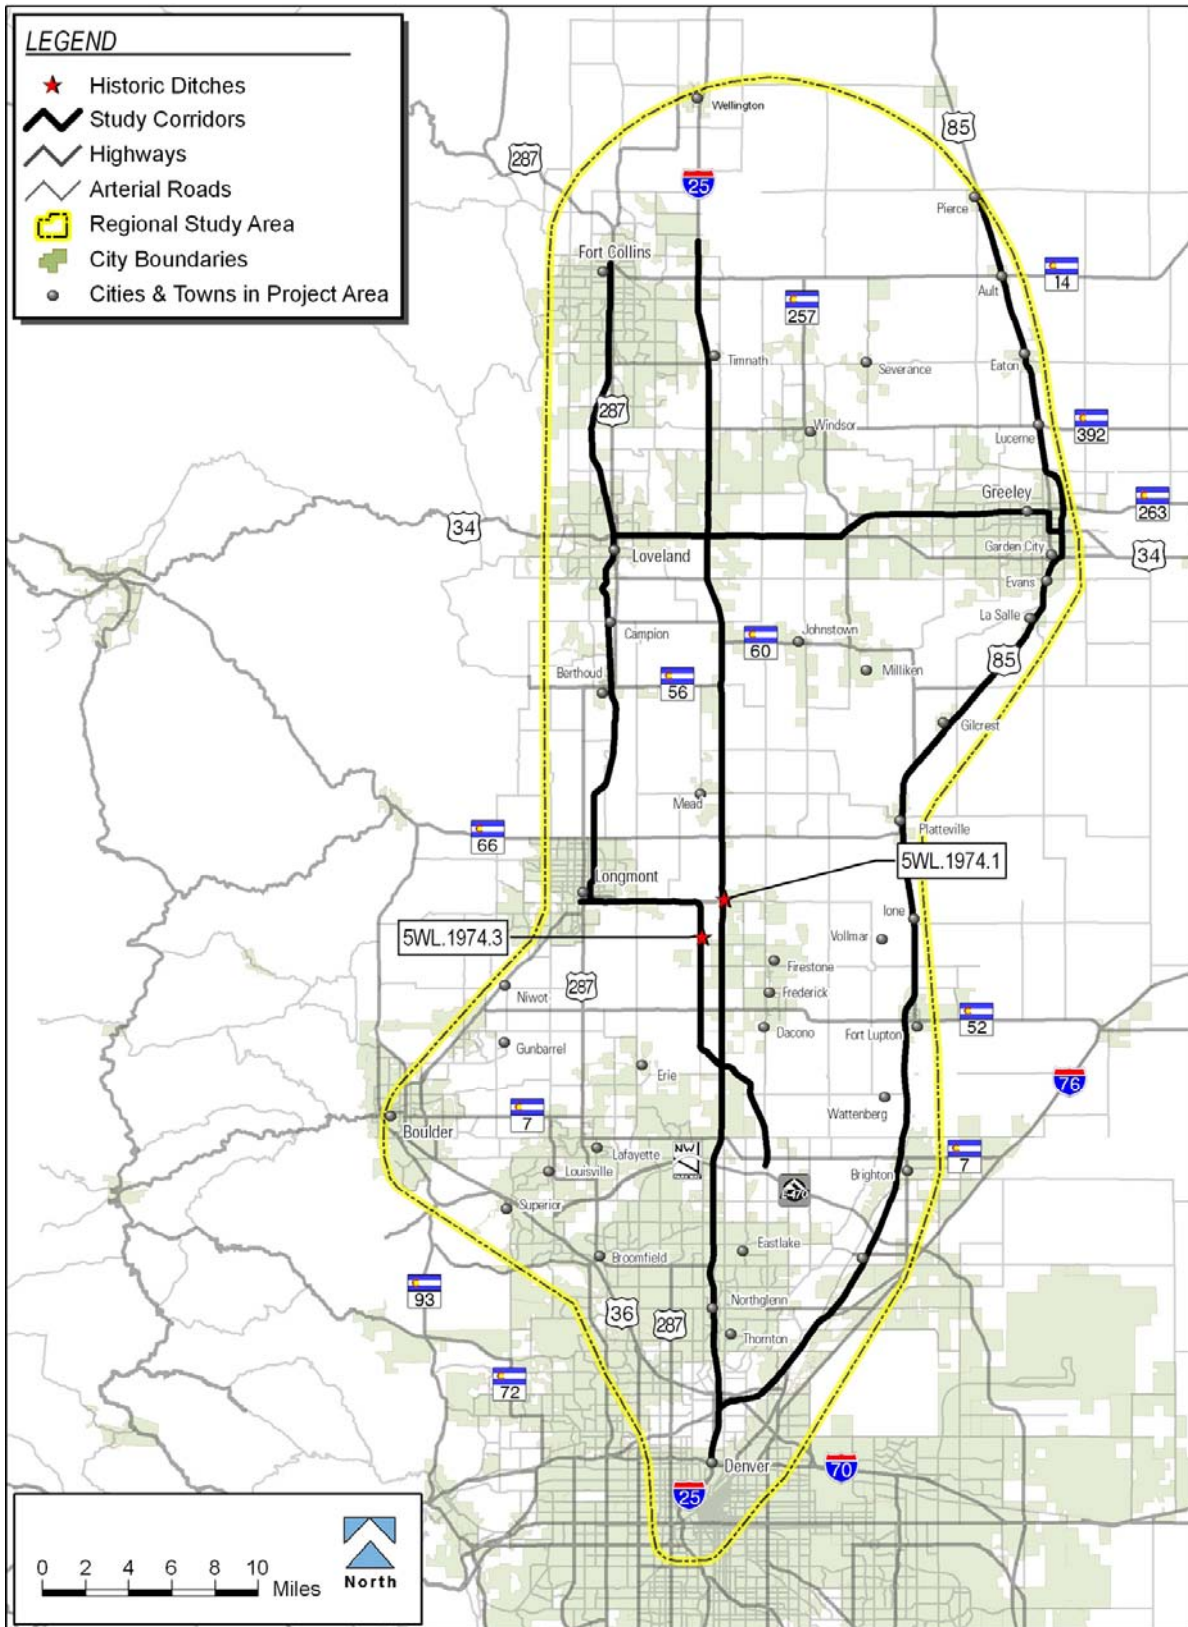 LEGEND
Historic Ditches
Study Corridors
Highways
Arterial Roads
Regional Study Area
City Boundaries
Cities & Towns in Project Area
Wellington
85
287
25
Pierce
Fort Collins
14
Ault
257
Timnath
Severance
Eaton
287
Windsor
Lucerne
392
Greeley
263
34
Garden City
34
Loveland
Evans
La Salle
Campion
60
Johnstown
85
Berthoud
56
Milliken
Gilcrest
Mead
66
Platteville
5WL.1974.1
Longmont
Ione
5WL.1974.3
Vollmar
Firestone
287
Niwot
Frederick
52
Dacono
Fort Lupton
Gunbarrel
Erie
76
Wattenberg
7
Boulder
NW
Lafayette
7
Louisville
Brighton
E-470
Superior
Eastlake
Broomfield
93
Northglenn
36
287
Thornton
72
Denver
70
25
0 2 4 6 8 10
Miles
North